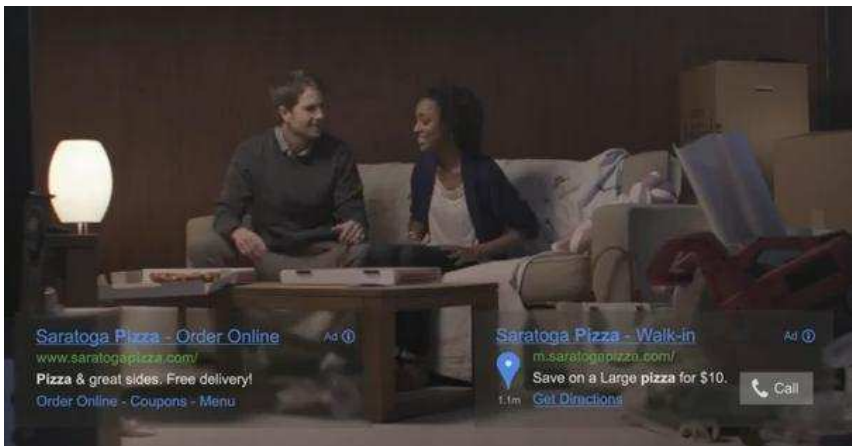 Saratoga Pizza - Order Online
Ad
www.saratogapizza.com/
Pizza & great sides. Free delivery!
Order Online - Coupons - Menu
Saratoga Pizza - Walk-in
Ad
m.saratogapizza.com/
Save on a Large pizza for $10.
1.1m
Get Directions
Call